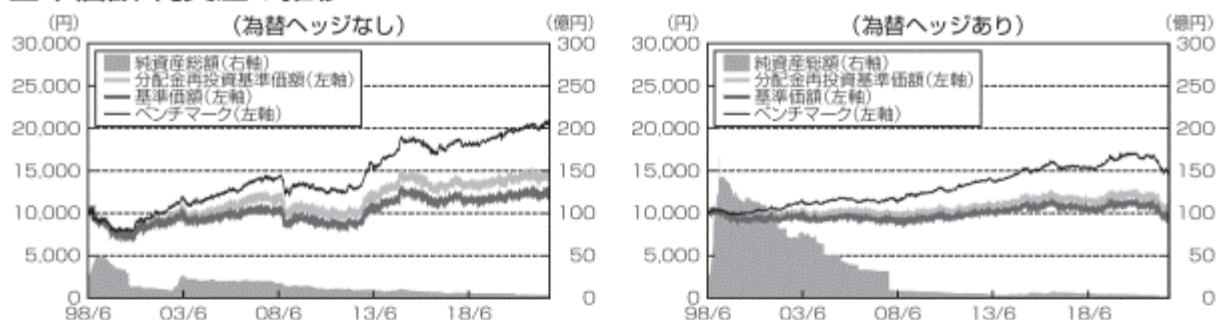 (円)
(為替ヘッジなし)
(億円)
30,000
25,000
20,000
15,000
10,000
5,000
0
300
250
200
150
100
50
0
純資産総額(右軸)
分配金再投資基準価額(左軸)
基準価額(左軸)
ベンチマーク(左軸)
98/6 03/6 08/6 13/6 18/6
(円)
(為替ヘッジあり)
(億円)
30,000
25,000
20,000
15,000
10,000
5,000
0
300
250
200
150
100
50
0
純資産総額(右軸)
分配金再投資基準価額(左軸)
基準価額(左軸)
ベンチマーク(左軸)
98/6 03/6 08/6 13/6 18/6